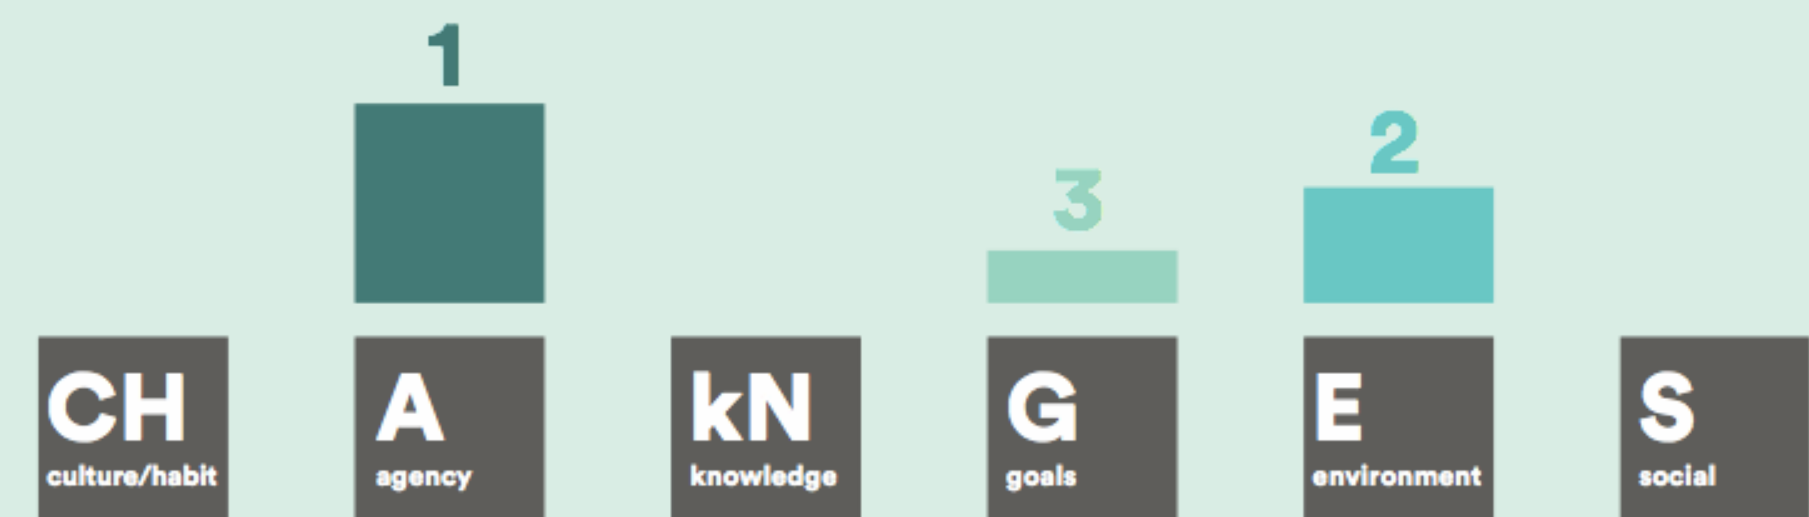 1
2
3
CH
culture/habit
A
agency
kN
knowledge
G
goals
E
environment
S
social